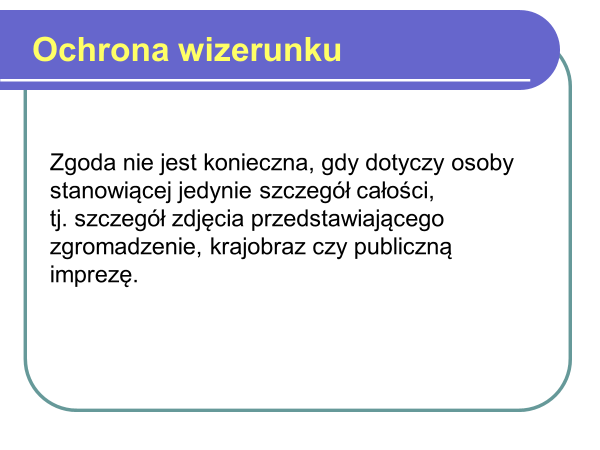 Ochrona wizerunku
Zgoda nie jest konieczna, gdy dotyczy osoby
stanowiącej jedynie szczegół całości,
tj. szczegół zdjęcia przedstawiającego
zgromadzenie, krajobraz czy publiczną
imprezę.